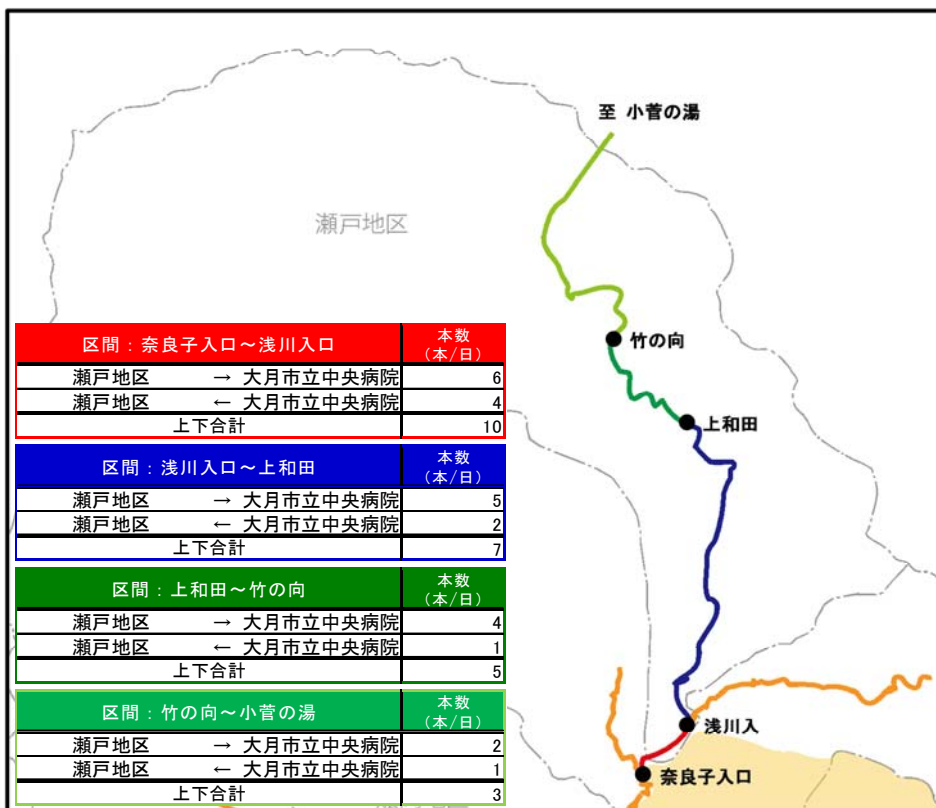 至 小菅の湯
瀬戸地区
竹の向
上和田
浅川入
奈良子入口
区間：奈良子入口～浅川入口 本数（本/日）
瀬戸地区 → 大月市立中央病院 6
瀬戸地区 ← 大月市立中央病院 4
上下合計 10
区間：浅川入口～上和田 本数（本/日）
瀬戸地区 → 大月市立中央病院 5
瀬戸地区 ← 大月市立中央病院 2
上下合計 7
区間：上和田～竹の向 本数（本/日）
瀬戸地区 → 大月市立中央病院 4
瀬戸地区 ← 大月市立中央病院 1
上下合計 5
区間：竹の向～小菅の湯 本数（本/日）
瀬戸地区 → 大月市立中央病院 2
瀬戸地区 ← 大月市立中央病院 1
上下合計 3